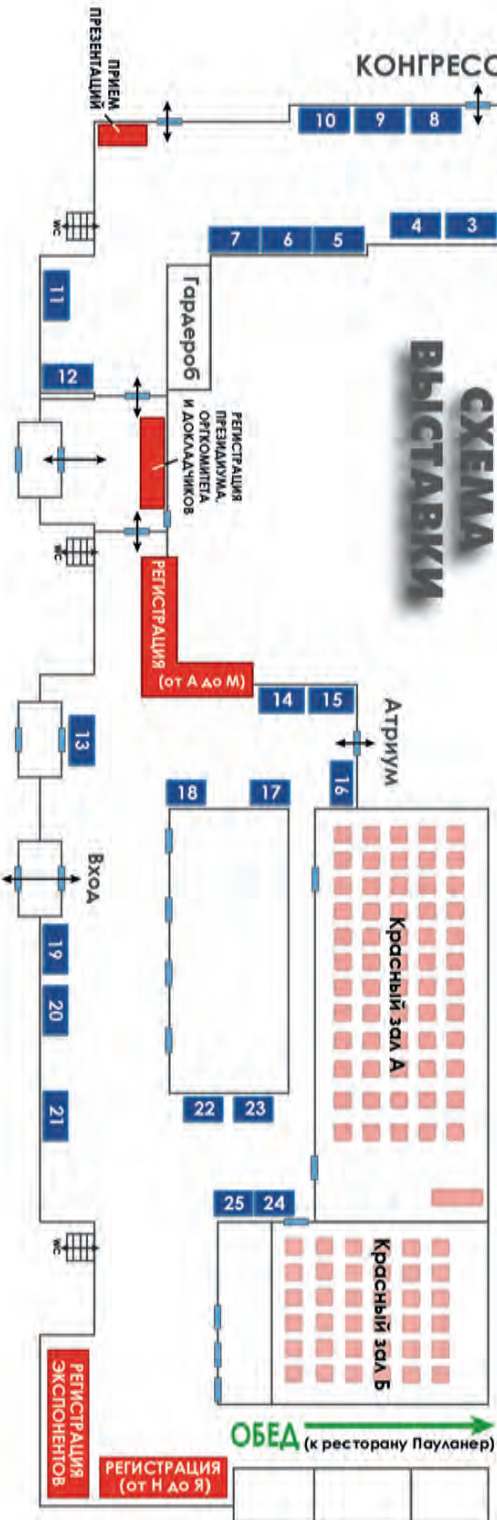 КОНГРЕСС
ПРИЕМ
ПРЕЗЕНТАЦИЙ
10
9
8
4
3
7
6
5
WC
11
Гардероб
СХЕМА
ВЫСТАВКИ
12
РЕГИСТРАЦИЯ
ПРЕЗИДИУМА,
ОРГКОМИТЕТА
И ДОКЛАДЧИКОВ
WC
РЕГИСТРАЦИЯ
(от А до М)
14
15
Атриум
13
16
18
17
Вход
Красный зал А
19
20
21
22
23
25
24
WC
Красный зал Б
РЕГИСТРАЦИЯ
ЭКСПОНЕНТОВ
РЕГИСТРАЦИЯ
(от Н до Я)
ОБЕД (к ресторану Пауланер)